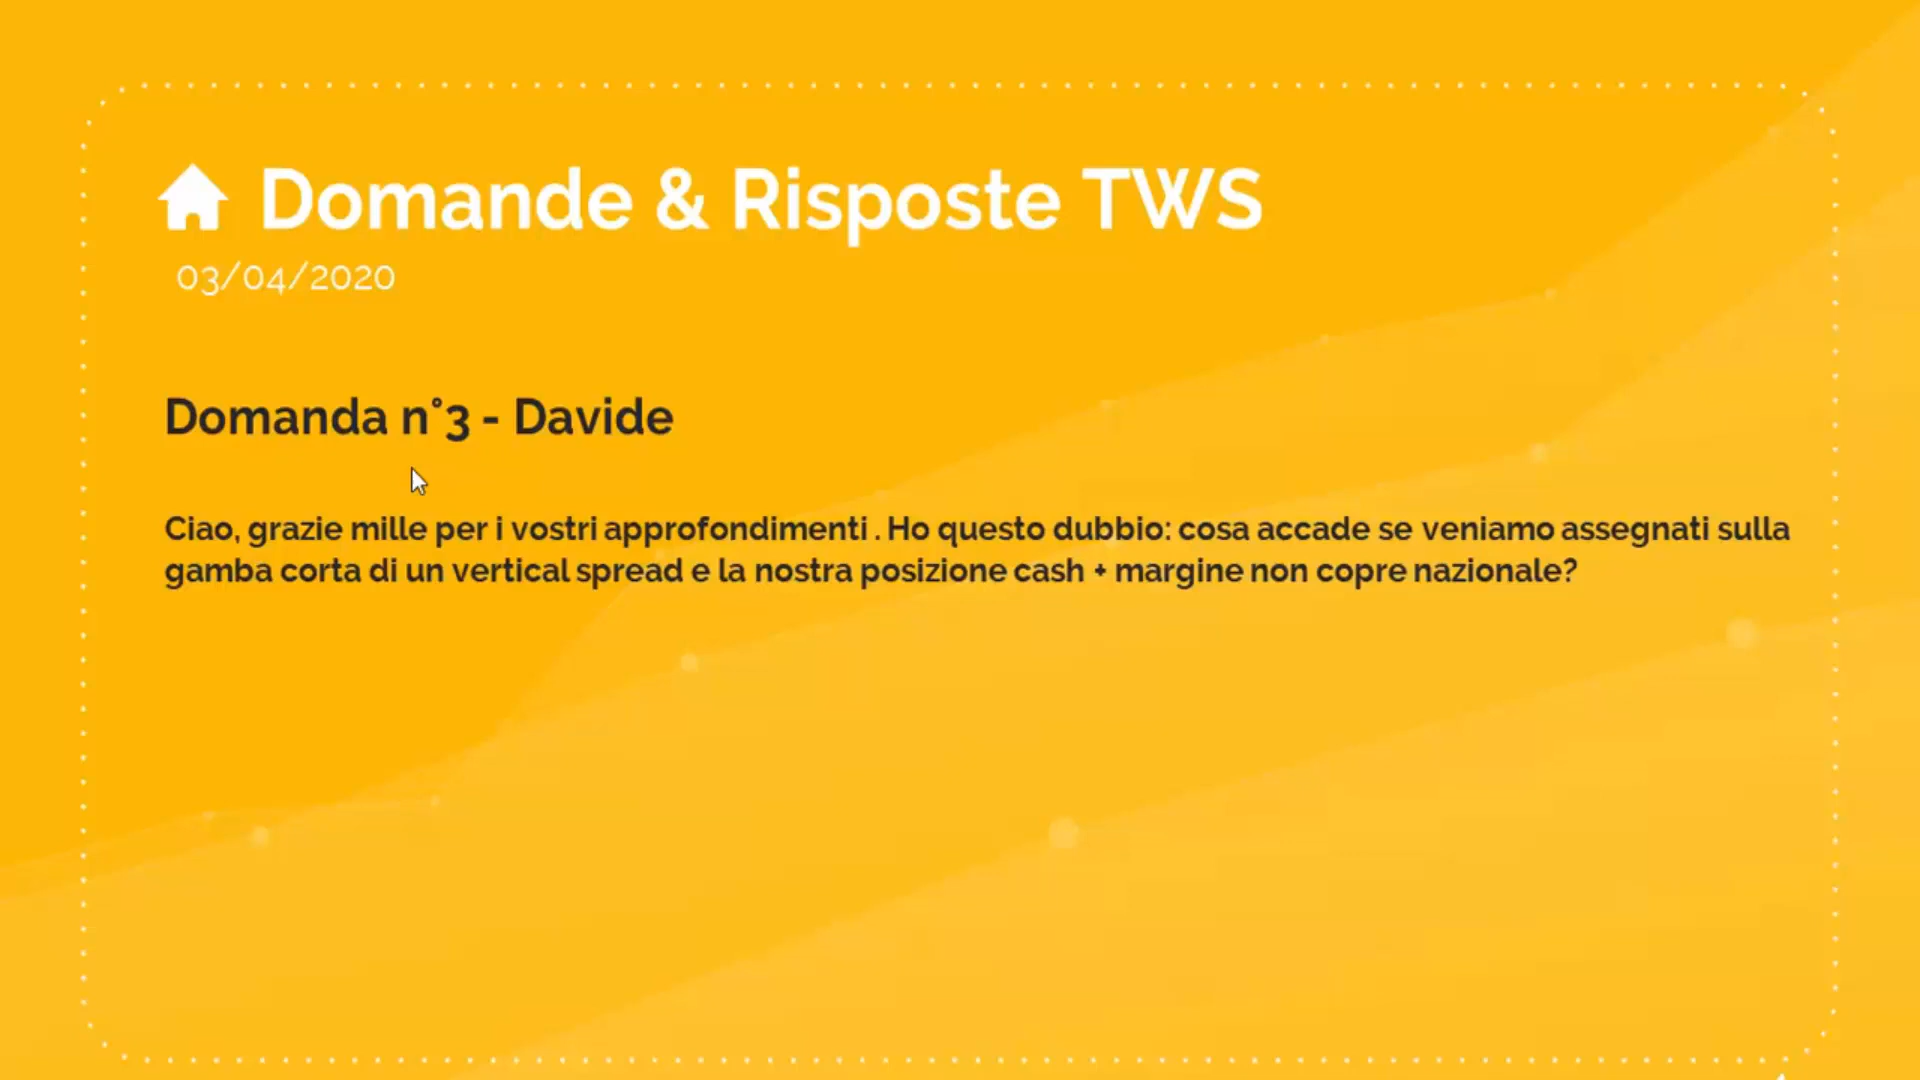 Domande & Risposte TWS
03/04/2020
Domanda n°3 - Davide
Ciao, grazie mille per i vostri approfondimenti . Ho questo dubbio: cosa accade se veniamo assegnati sulla
gamba corta di un vertical spread e la nostra posizione cash + margine non copre nazionale?